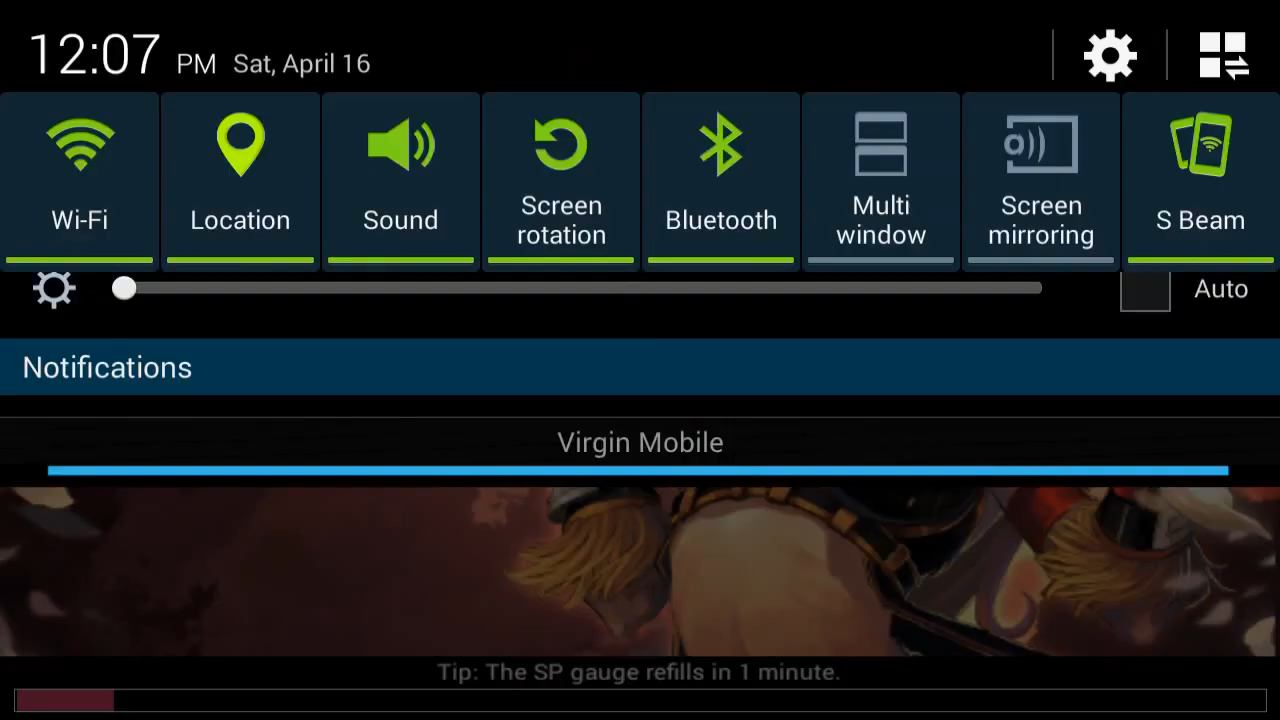 12:07 PM Sat, April 16
Wi-Fi
Location
Sound
Screen
rotation
Bluetooth
Multi
window
Screen
mirroring
S Beam
Auto
Notifications
Virgin Mobile
Tip: The SP gauge refills in 1 minute.